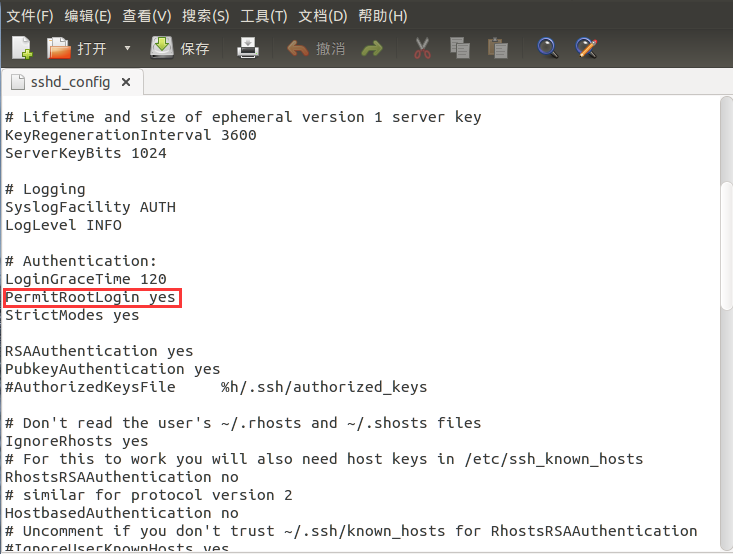 文件(F) 编辑(E) 查看(V) 搜索(S) 工具(T) 文档(D) 帮助(H)
打开 保存 撤消
sshd_config
# Lifetime and size of ephemeral version 1 server key
KeyRegenerationInterval 3600
ServerKeyBits 1024
# Logging
SyslogFacility AUTH
LogLevel INFO
# Authentication:
LoginGraceTime 120
PermitRootLogin yes
StrictModes yes
RSAAuthentication yes
PubkeyAuthentication yes
#AuthorizedKeysFile     %h/.ssh/authorized_keys
# Don't read the user's ~/.rhosts and ~/.shosts files
IgnoreRhosts yes
# For this to work you will also need host keys in /etc/ssh_known_hosts
RhostsRSAAuthentication no
# similar for protocol version 2
HostbasedAuthentication no
# Uncomment if you don't trust ~/.ssh/known_hosts for RhostsRSAAuthentication
#IgnoreUserKnownHosts yes